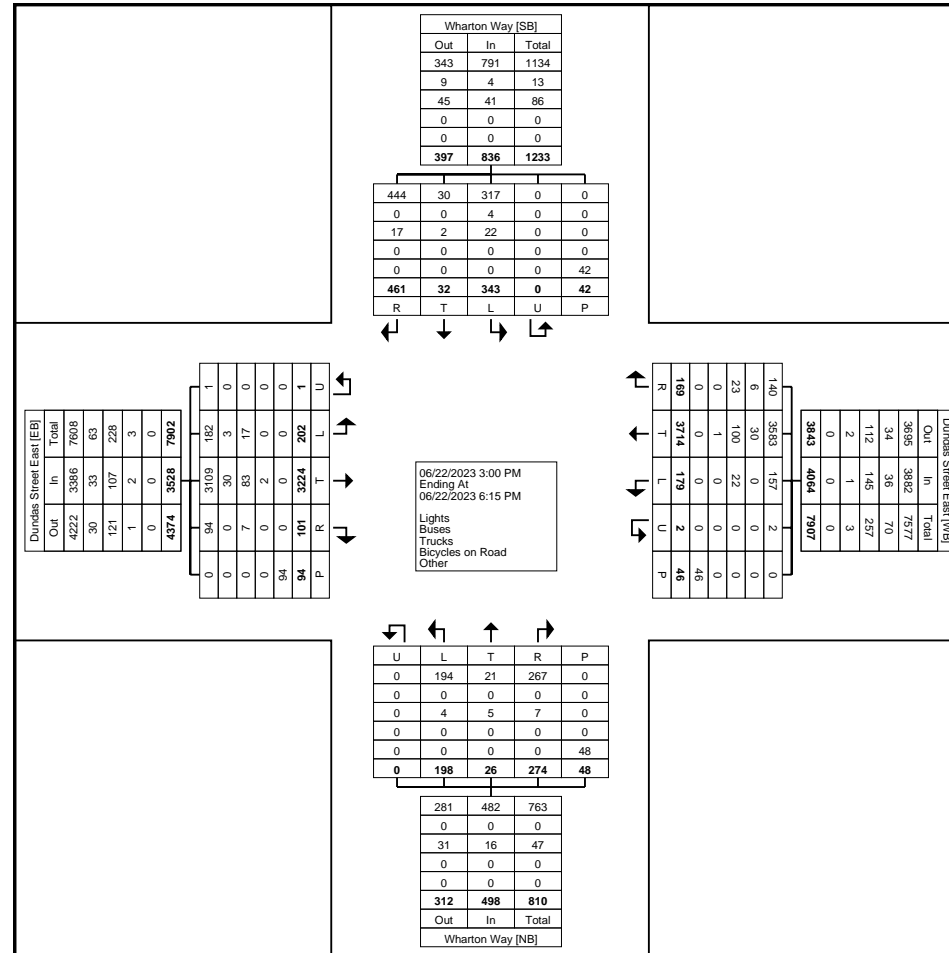 Wharton Way [SB]
Out In Total
343 791 1134
9 4 13
45 41 86
0 0 0
0 0 0
397 836 1233
444 30 317 0 0
0 0 4 0 0
17 2 22 0 0
0 0 0 0 0
0 0 0 0 42
461 32 343 0 42
R T L U P
Dundas Street East [EB]
Out In Total
4222 3386 7608
30 33 63
121 107 228
1 2 3
0 0 0
4374 3528 7902
1 182 3109 94 0
0 3 30 0 0
0 17 83 7 0
0 0 2 0 0
0 0 0 0 94
1 202 3224 101 94
U L T R P
06/22/2023 3:00 PM
Ending At
06/22/2023 6:15 PM
Lights
Buses
Trucks
Bicycles on Road
Other
Dundas Street East [WB]
Out In Total
3695 3882 7577
34 36 70
112 145 257
2 1 3
0 0 0
3843 4064 7907
140 3583 157 2 0
6 30 0 0 0
23 100 22 0 0
0 1 0 0 0
0 0 0 0 46
169 3714 179 2 46
R T L U P
U L T R P
0 194 21 267 0
0 0 0 0 0
0 4 5 7 0
0 0 0 0 0
0 0 0 0 48
0 198 26 274 48
281 482 763
0 0 0
31 16 47
0 0 0
0 0 0
312 498 810
Out In Total
Wharton Way [NB]